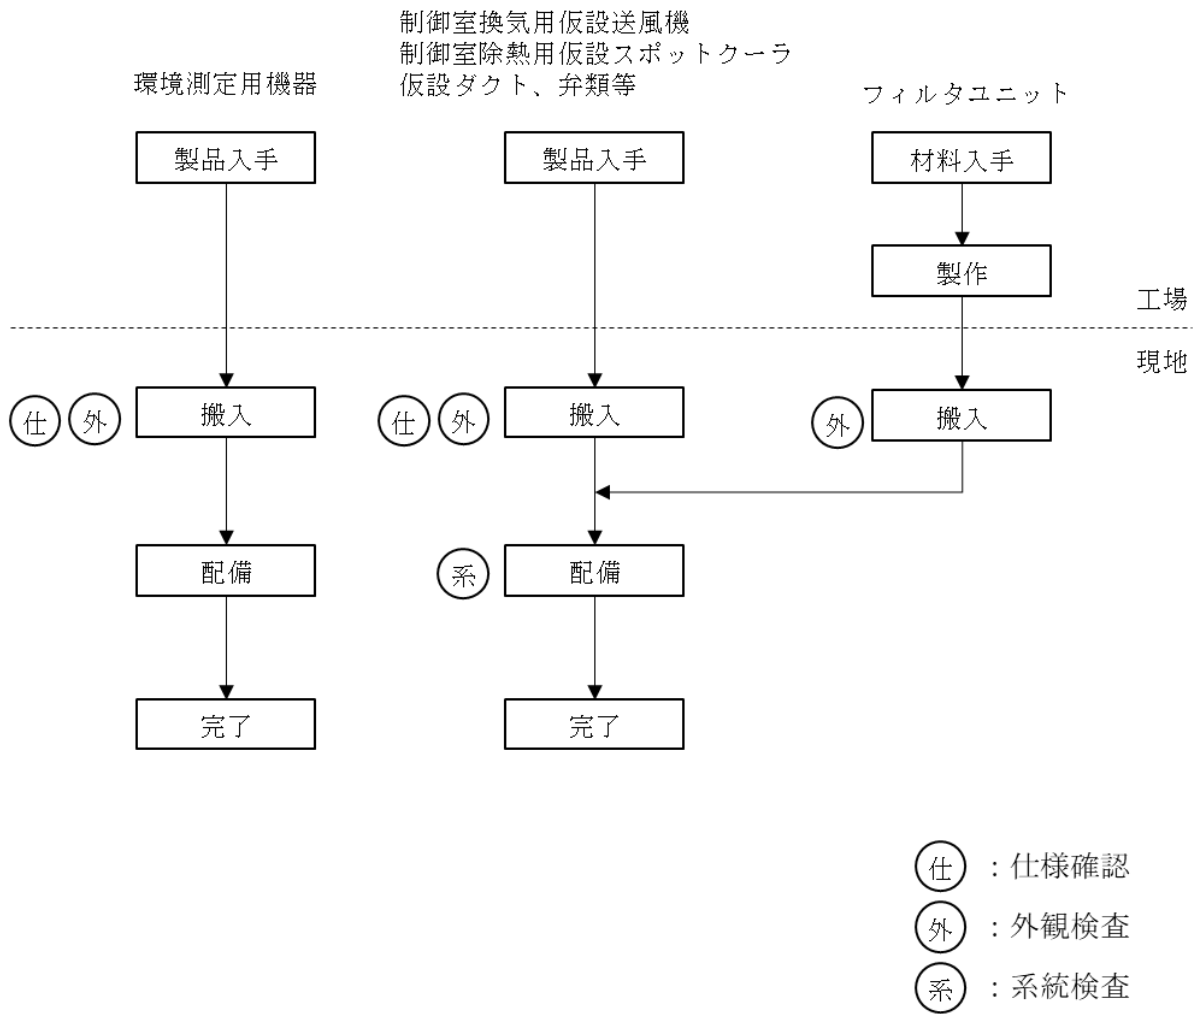 制御室換気用仮設送風機
制御室除熱用仮設スポットクーラ
仮設ダクト、弁類等
環境測定用機器
フィルタユニット
製品入手
製品入手
材料入手
製作
工場
現地
仕 外
搬入
仕 外
搬入
外
搬入
配備
系
配備
完了
完了
仕 :仕様確認
外 :外観検査
系 :系統検査